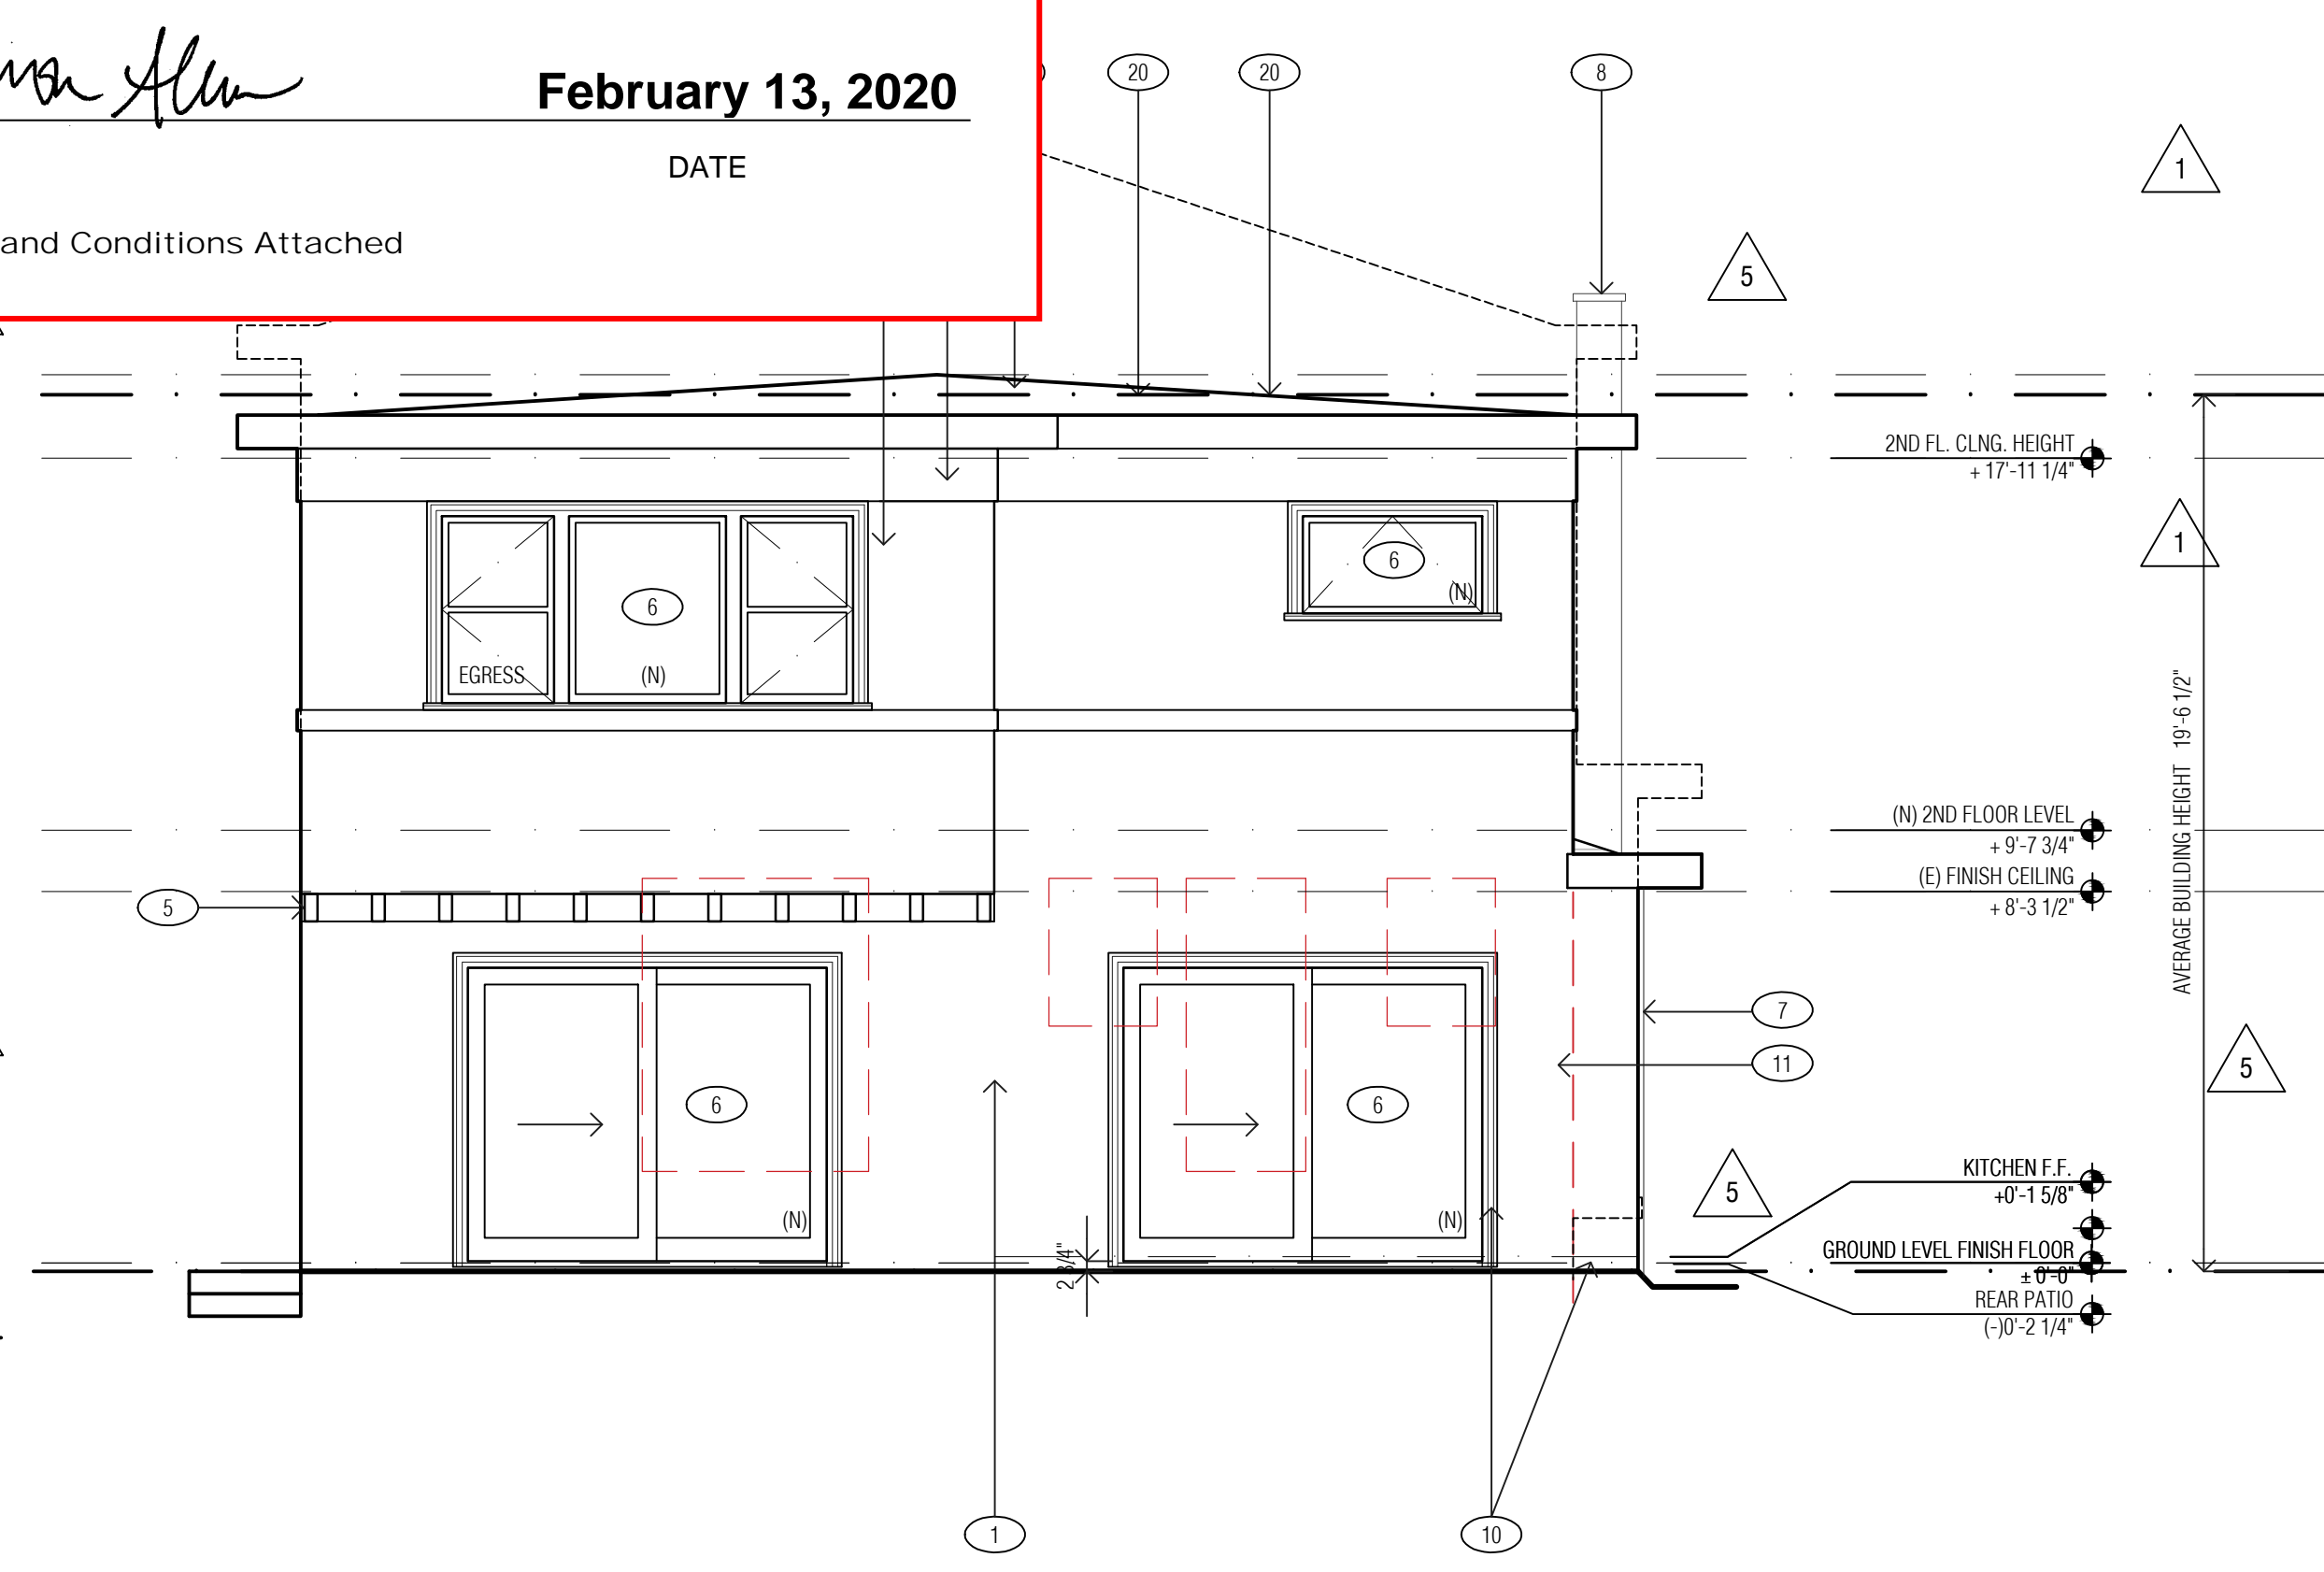 February 13, 2020
DATE
and Conditions Attached
20
20
8
1
5
2ND FL. CLNG. HEIGHT
+ 17'-11 1/4"
1
6
(N)
6
EGRESS
(N)
AVERAGE BUILDING HEIGHT 19'-6 1/2"
(N) 2ND FLOOR LEVEL
+ 9'-7 3/4"
(E) FINISH CEILING
+ 8'-3 1/2"
5
7
11
5
6
6
KITCHEN F.F.
+0'-1 5/8"
5
(N)
(N)
2 3/4"
GROUND LEVEL FINISH FLOOR
± 0'-0"
REAR PATIO
(-)0'-2 1/4"
1
10